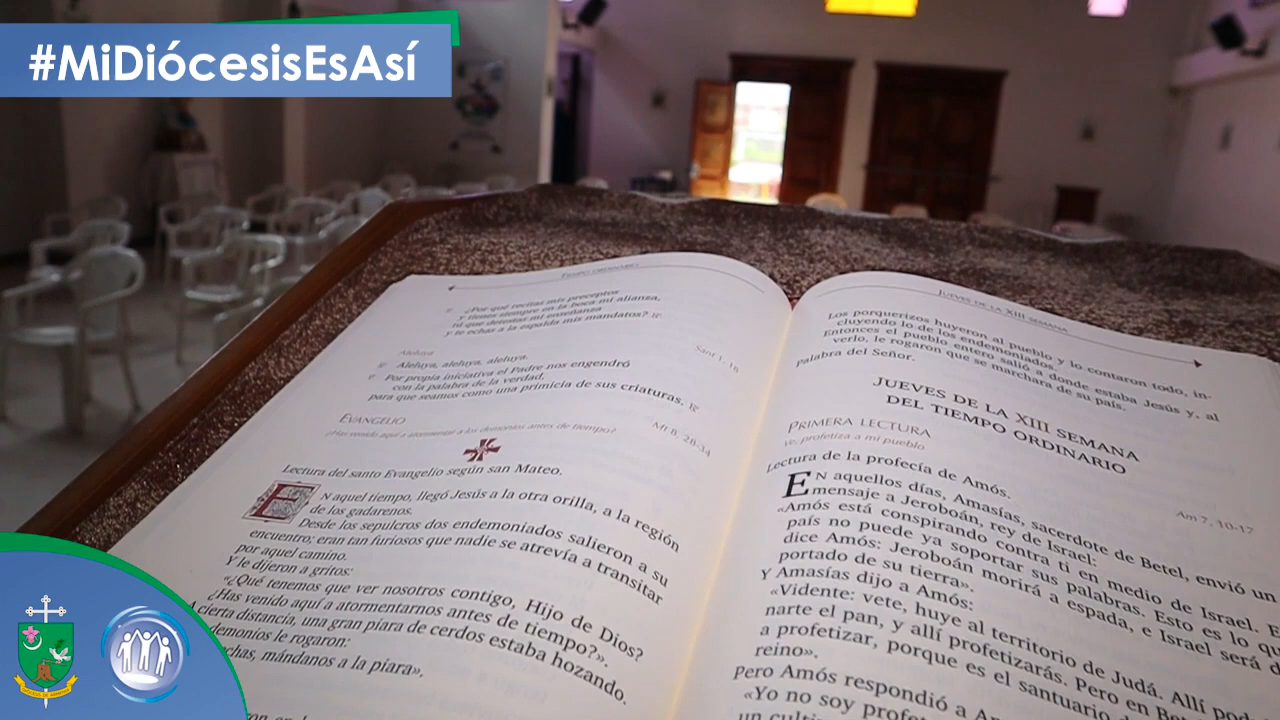 #MiDiócesisEsAsí
TIEMPO ORDINARIO
¿Por qué recitas mis preceptos
y tienes siempre en la boca mi alianza,
tú que detestas mi enseñanza
y te echas a la espalda mis mandatos? R/.
Aleluya
Sant 1, 18
R/. Aleluya, aleluya, aleluya.
V/. Por propia iniciativa el Padre nos engendró
con la palabra de la verdad,
para que seamos como una primicia de sus criaturas. R/.
EVANGELIO
Mt 8, 28-34
¿Has venido aquí a atormentar a los demonios antes de tiempo?
Lectura del santo Evangelio según san Mateo.
EN aquel tiempo, llegó Jesús a la otra orilla, a la región
de los gadarenos.
Desde los sepulcros dos endemoniados salieron a su
encuentro; eran tan furiosos que nadie se atrevía a transitar
por aquel camino.
Y le dijeron a gritos:
«¿Qué tenemos que ver nosotros contigo, Hijo de Dios?
¿Has venido aquí a atormentarnos antes de tiempo?».
A cierta distancia, una gran piara de cerdos estaba hozando.
demonios le rogaron:
mándanos a la piara».
JUEVES DE LA XIII SEMANA
Los porquerizos huyeron al pueblo y lo contaron todo, in-
cluyendo lo de los endemoniados.
Entonces el pueblo entero salió a donde estaba Jesús y, al
verlo, le rogaron que se marchara de su país.
Palabra del Señor.
JUEVES DE LA XIII SEMANA
DEL TIEMPO ORDINARIO
PRIMERA LECTURA
Ve, profetiza a mi pueblo
Am 7, 10-17
Lectura de la profecía de Amós.
EN aquellos días, Amasías, sacerdote de Betel, envió un
mensaje a Jeroboán, rey de Israel:
«Amós está conspirando contra ti en medio de Israel. E
país no puede ya soportar sus palabras. Esto es lo qu
dice Amós: Jeroboán morirá a espada, e Israel será d
portado de su tierra».
Y Amasías dijo a Amós:
«Vidente: vete, huye al territorio de Judá. Allí pod
narte el pan, y allí profetizarás. Pero en Be
a profetizar, porque es el santuario
reino».
Pero Amós respondió a
«Yo no soy profe
un culti